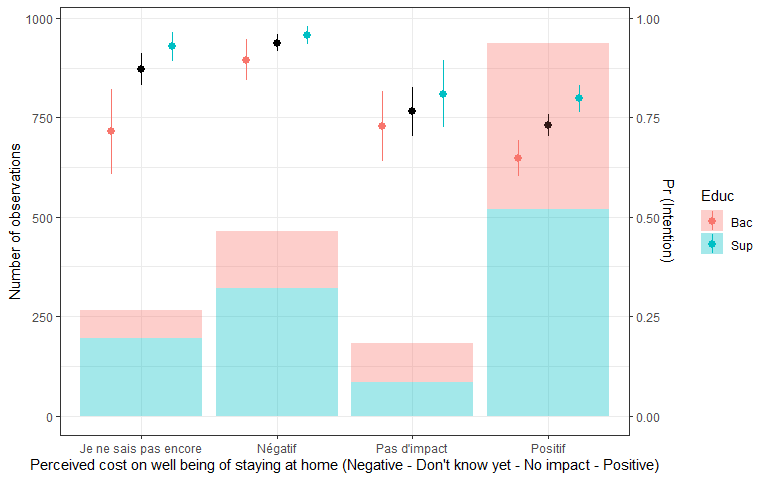 1000
750
500
250
0
Number of observations
1.00
0.75
0.50
0.25
0.00
Pr (Intention)
Educ
Bac
Sup
Je ne sais pas encore
Négatif
Pas d'impact
Positif
Perceived cost on well being of staying at home (Negative - Don't know yet - No impact - Positive)